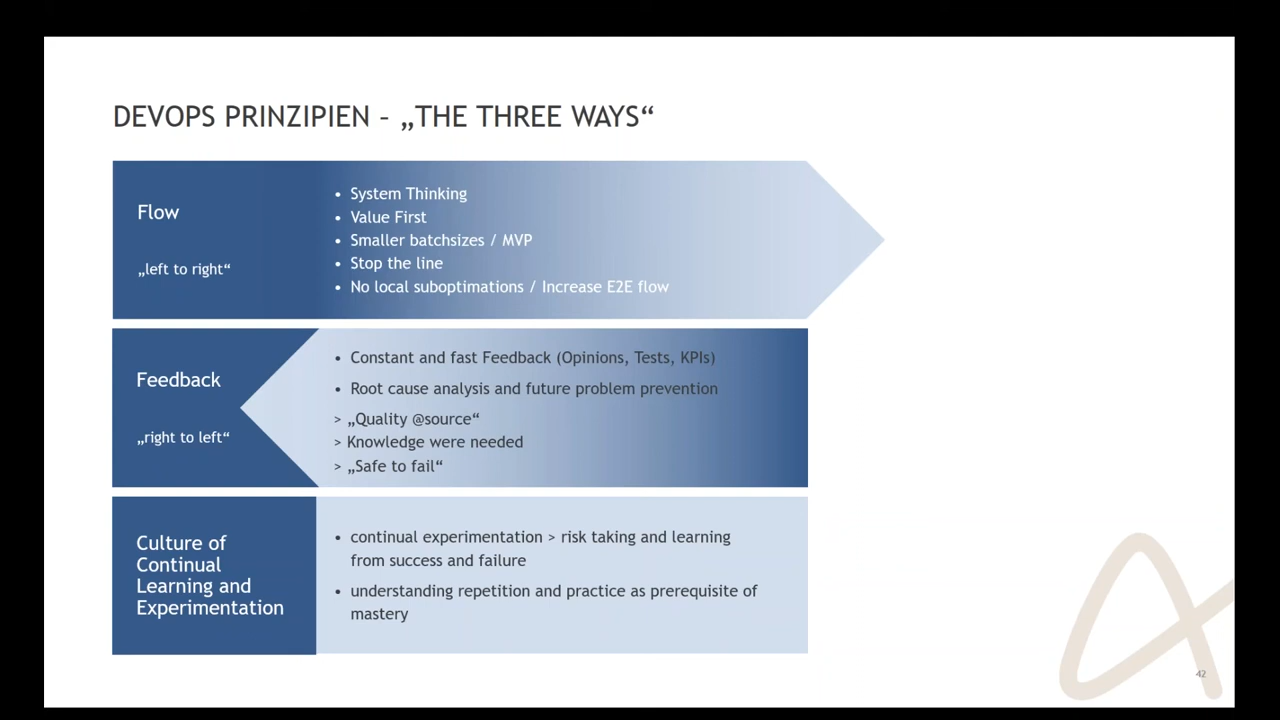 DEVOPS PRINZIPIEN – „THE THREE WAYS“
Flow
„left to right“
• System Thinking
• Value First
• Smaller batchsizes / MVP
• Stop the line
• No local suboptimations / Increase E2E flow
Feedback
„right to left“
• Constant and fast Feedback (Opinions, Tests, KPIs)
• Root cause analysis and future problem prevention
> „Quality @source“
> Knowledge were needed
> „Safe to fail“
Culture of
Continual
Learning and
Experimentation
• continual experimentation > risk taking and learning
from success and failure
• understanding repetition and practice as prerequisite of
mastery
42